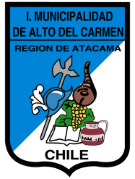 I. MUNICIPALIDAD
DE ALTO DEL CARMEN
REGION DE ATACAMA
CHILE